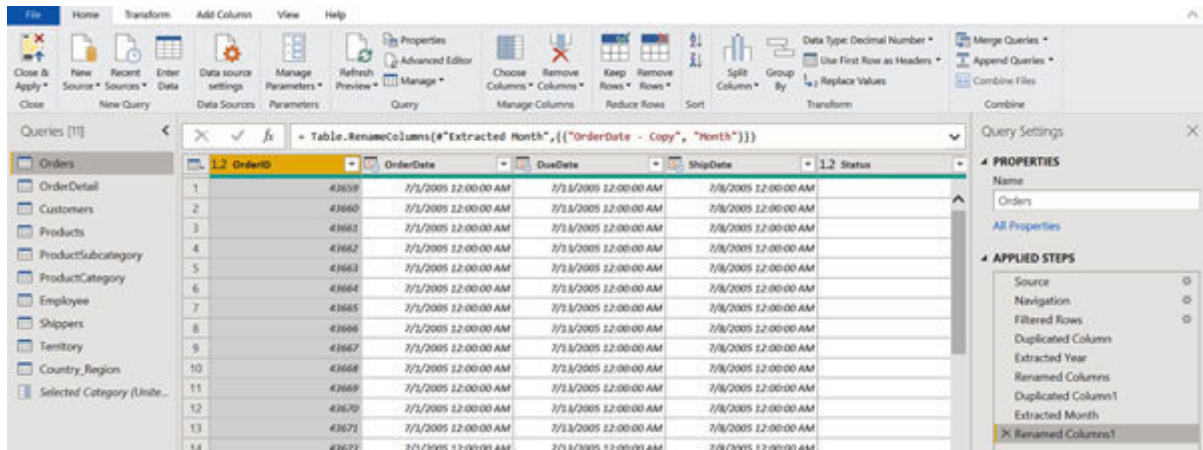 File Home Transform Add Column View Help
Close & Apply New Source Recent Sources Enter Data Data source settings Manage Parameters Refresh Preview Properties Advanced Editor Manage Choose Columns Remove Columns Keep Rows Remove Rows Split Column Group By Data Type: Decimal Number Use First Row as Headers Replace Values Merge Queries Append Queries Combine Files
Close New Query Data Sources Parameters Query Manage Columns Reduce Rows Sort Transform Combine
Queries [11] fx = Table.RenameColumns(#"Extracted Month",{{"OrderDate - Copy", "Month"}}) Query Settings
Orders
OrderDetail
Customers
Products
ProductSubcategory
ProductCategory
Employee
Shippers
Territory
Country_Region
Selected Category (Unite...
1.2 OrderID OrderDate DueDate ShipDate 1.2 Status
1 43659 7/1/2005 12:00:00 AM 7/13/2005 12:00:00 AM 7/8/2005 12:00:00 AM
2 43660 7/1/2005 12:00:00 AM 7/13/2005 12:00:00 AM 7/8/2005 12:00:00 AM
3 43661 7/1/2005 12:00:00 AM 7/13/2005 12:00:00 AM 7/8/2005 12:00:00 AM
4 43662 7/1/2005 12:00:00 AM 7/13/2005 12:00:00 AM 7/8/2005 12:00:00 AM
5 43663 7/1/2005 12:00:00 AM 7/13/2005 12:00:00 AM 7/8/2005 12:00:00 AM
6 43664 7/1/2005 12:00:00 AM 7/13/2005 12:00:00 AM 7/8/2005 12:00:00 AM
7 43665 7/1/2005 12:00:00 AM 7/13/2005 12:00:00 AM 7/8/2005 12:00:00 AM
8 43666 7/1/2005 12:00:00 AM 7/13/2005 12:00:00 AM 7/8/2005 12:00:00 AM
9 43667 7/1/2005 12:00:00 AM 7/13/2005 12:00:00 AM 7/8/2005 12:00:00 AM
10 43668 7/1/2005 12:00:00 AM 7/13/2005 12:00:00 AM 7/8/2005 12:00:00 AM
11 43669 7/1/2005 12:00:00 AM 7/13/2005 12:00:00 AM 7/8/2005 12:00:00 AM
12 43670 7/1/2005 12:00:00 AM 7/13/2005 12:00:00 AM 7/8/2005 12:00:00 AM
13 43671 7/1/2005 12:00:00 AM 7/13/2005 12:00:00 AM 7/8/2005 12:00:00 AM
PROPERTIES
Name
Orders
All Properties
APPLIED STEPS
Source
Navigation
Filtered Rows
Duplicated Column
Extracted Year
Renamed Columns
Duplicated Column1
Extracted Month
Renamed Columns1